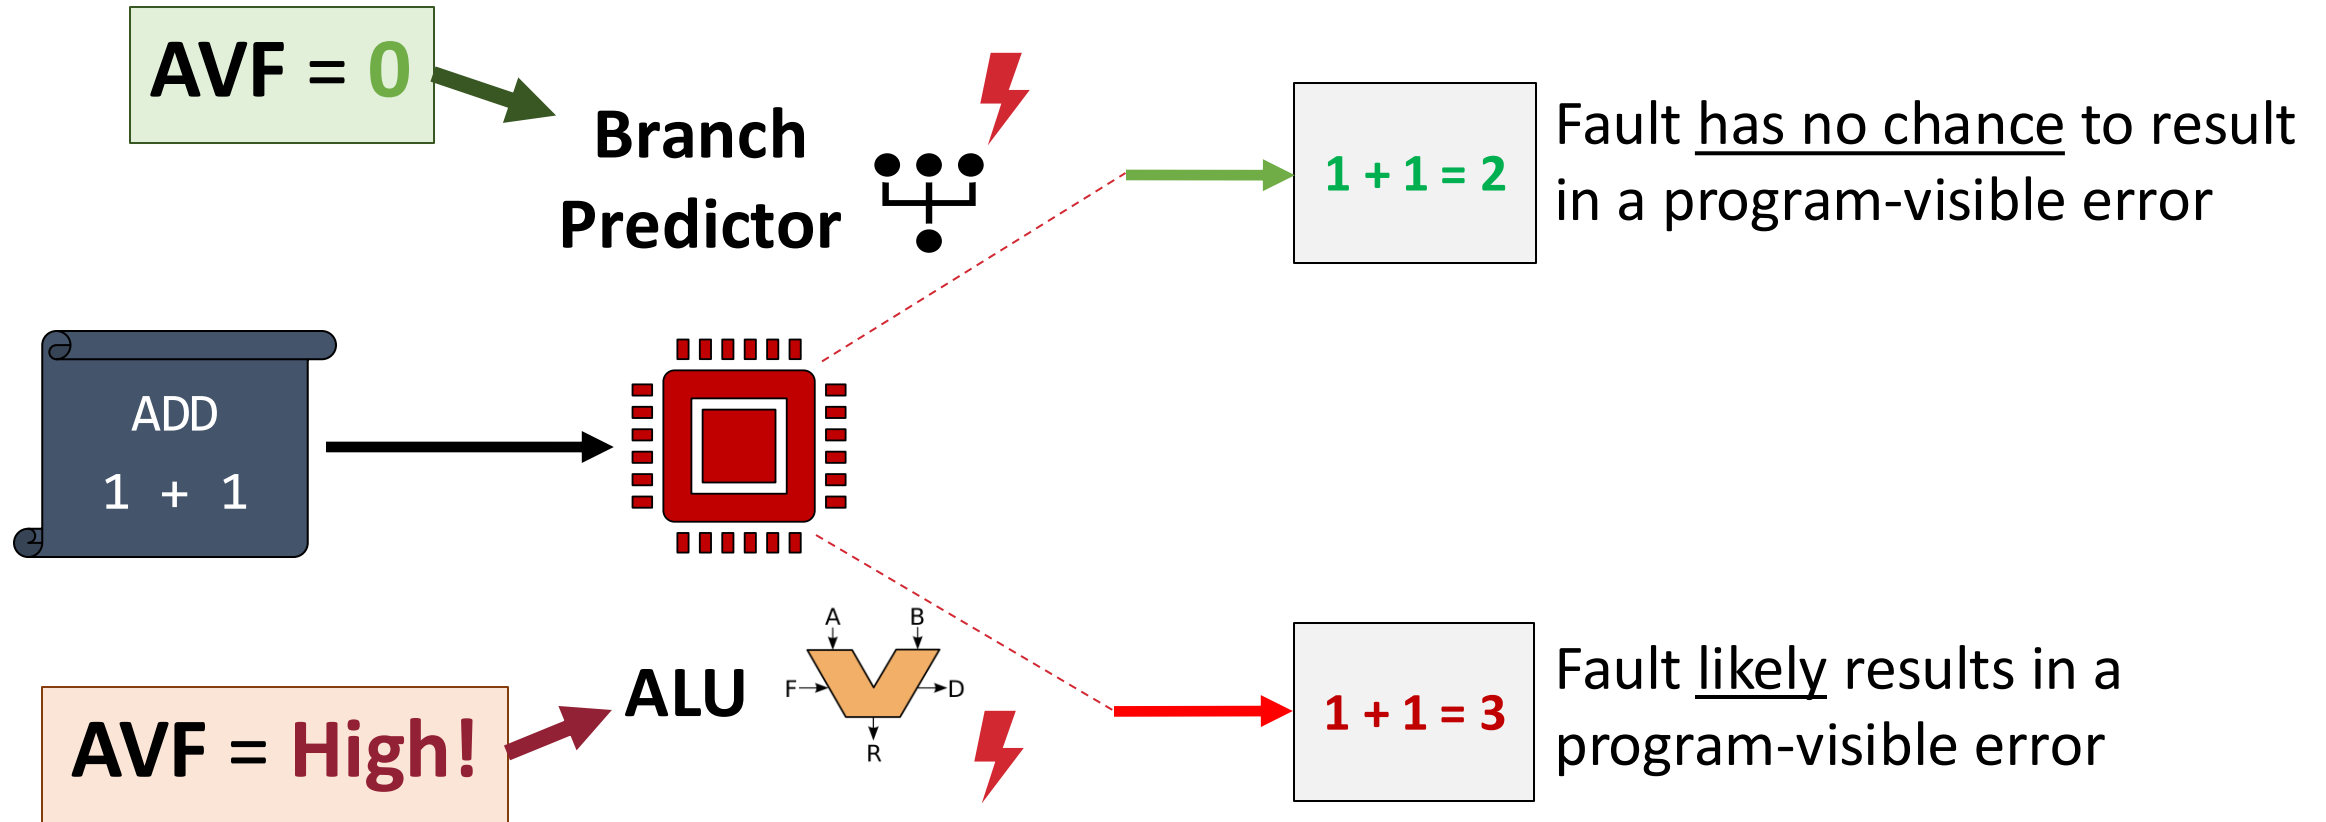 AVF = 0
Branch
Predictor
1 + 1 = 2
Fault has no chance to result
in a program-visible error
ADD
1 + 1
AVF = High!
ALU
A
B
F
D
R
1 + 1 = 3
Fault likely results in a
program-visible error